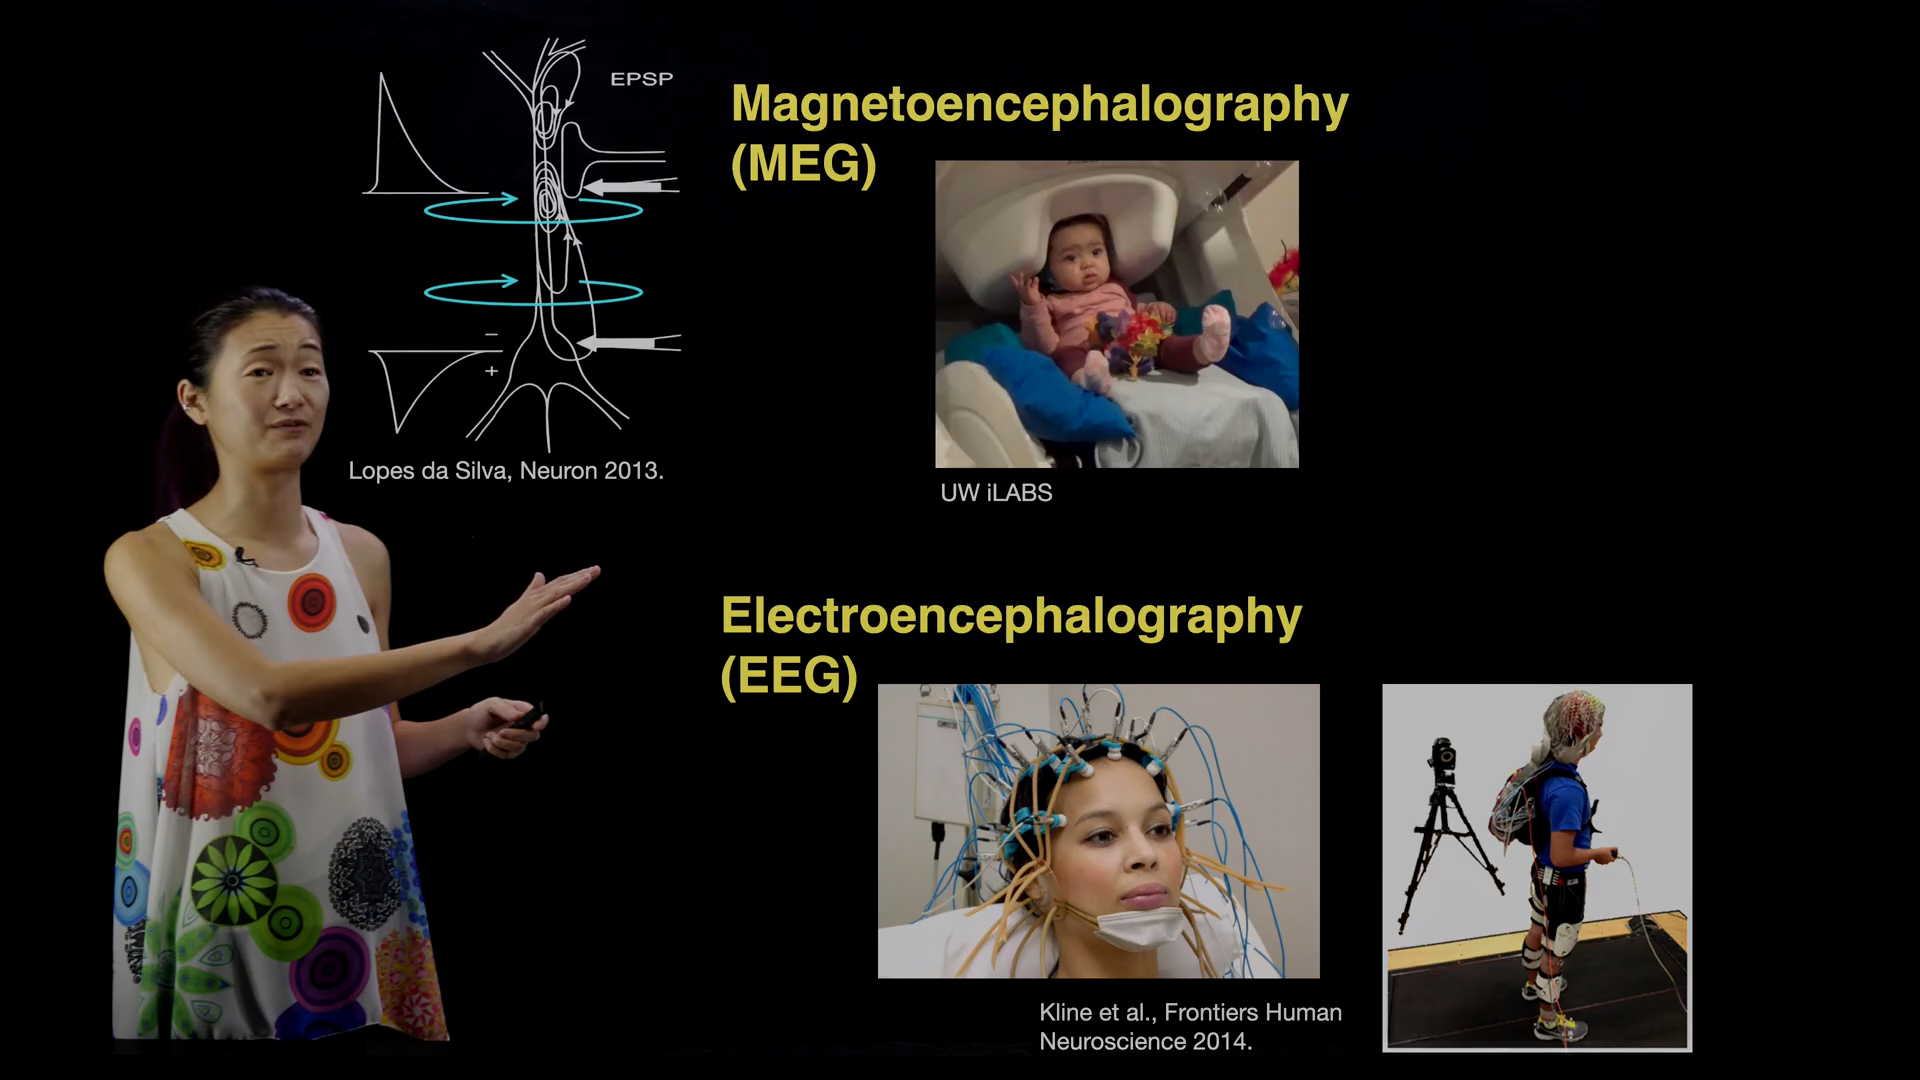 EPSP
Magnetoencephalography
(MEG)
−
+
Lopes da Silva, Neuron 2013.
UW iLABS
Electroencephalography
(EEG)
Kline et al., Frontiers Human
Neuroscience 2014.